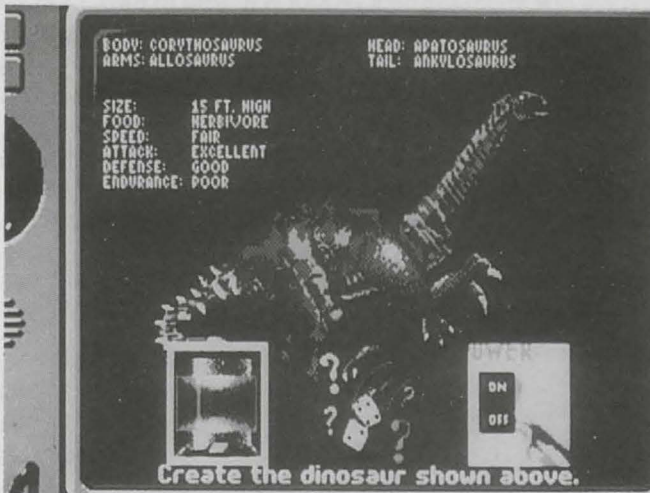 BODY: CORYTHOSAURUS HEAD: APATOSAURUS
ARMS: ALLOSAURUS TAIL: ANKYLOSAURUS
SIZE: 15 FT. HIGH
FOOD: HERBIVORE
SPEED: FAIR
ATTACK: EXCELLENT
DEFENSE: GOOD
ENDURANCE: POOR
? ? ? ?
ON
OFF
Create the dinosaur shown above.